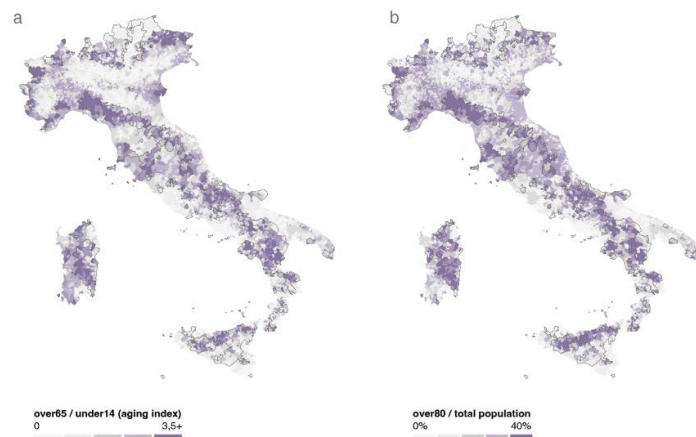 a
b
over65 / under14 (aging index)
0 3,5+
over80 / total population
0% 40%